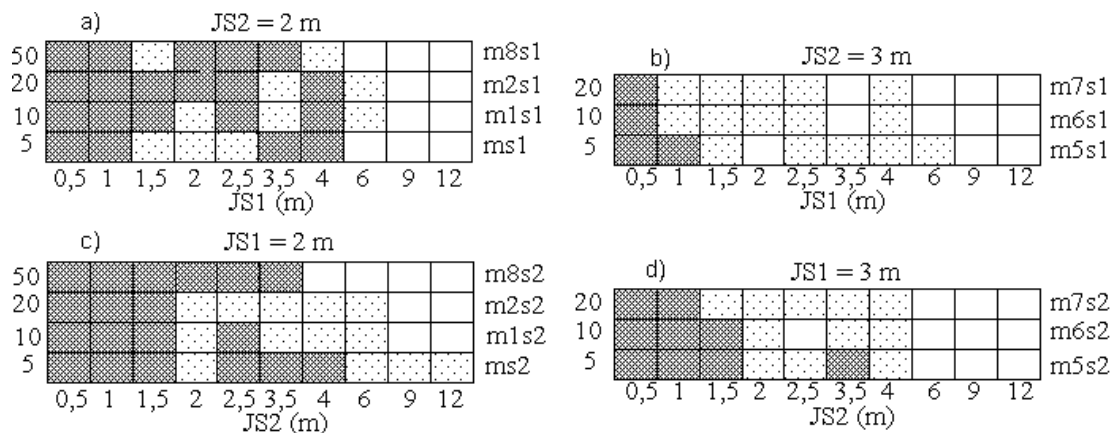 a) JS2 = 2 m
50 m8s1
20 m2s1
10 m1s1
5 ms1
0,5 1 1,5 2 2,5 3,5 4 6 9 12
JS1 (m)
b) JS2 = 3 m
20 m7s1
10 m6s1
5 m5s1
0,5 1 1,5 2 2,5 3,5 4 6 9 12
JS1 (m)
c) JS1 = 2 m
50 m8s2
20 m2s2
10 m1s2
5 ms2
0,5 1 1,5 2 2,5 3,5 4 6 9 12
JS2 (m)
d) JS1 = 3 m
20 m7s2
10 m6s2
5 m5s2
0,5 1 1,5 2 2,5 3,5 4 6 9 12
JS2 (m)